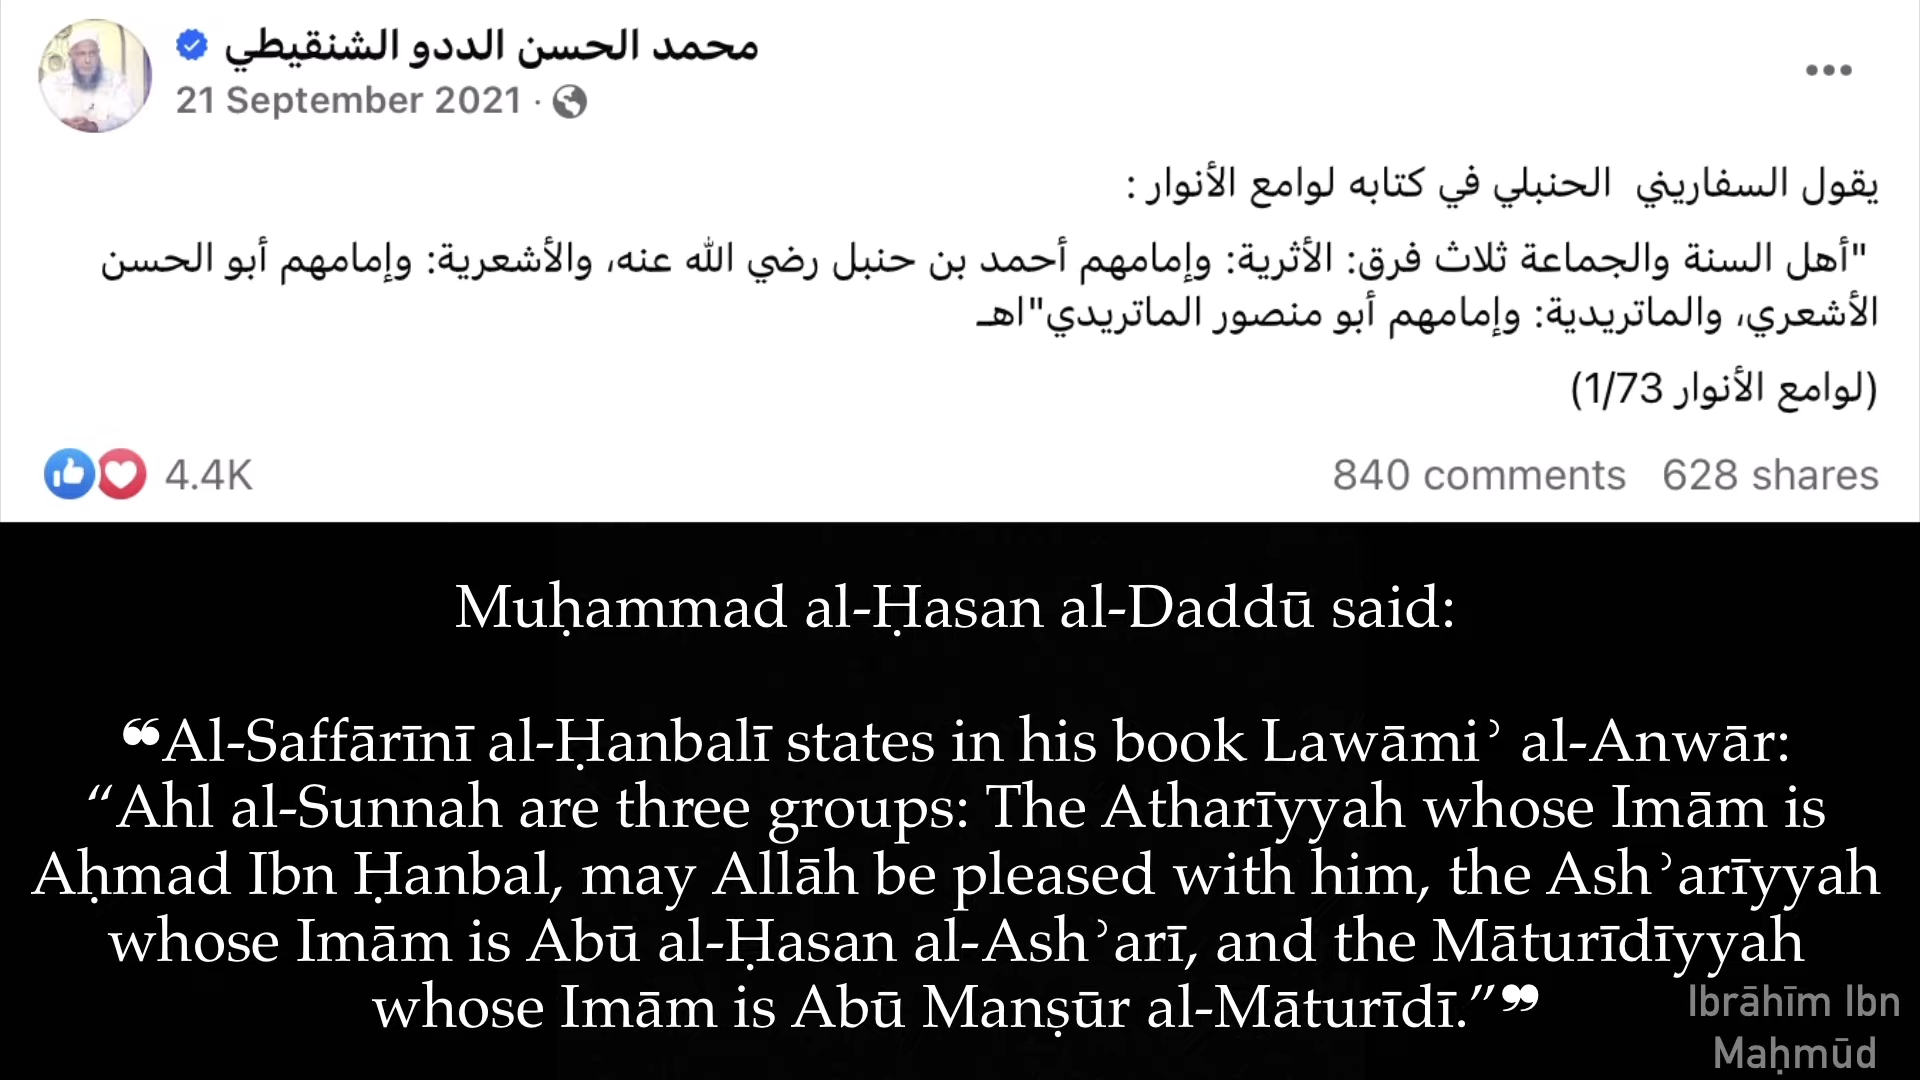 محمد الحسن الددو الشنقيطي
21 September 2021 ·
يقول السفاريني الحنبلي في كتابه لوامع الأنوار :
"أهل السنة والجماعة ثلاث فرق: الأثرية: وإمامهم أحمد بن حنبل رضي الله عنه، والأشعرية: وإمامهم أبو الحسن
الأشعري، والماتريدية: وإمامهم أبو منصور الماتريدي"اهـ
(لوامع الأنوار 1/73)
4.4K
840 comments 628 shares
Muḥammad al-Ḥasan al-Daddū said:
❝Al-Saffārīnī al-Ḥanbalī states in his book Lawāmiʾ al-Anwār:
“Ahl al-Sunnah are three groups: The Atharīyyah whose Imām is
Aḥmad Ibn Ḥanbal, may Allāh be pleased with him, the Ashʾarīyyah
whose Imām is Abū al-Ḥasan al-Ashʾarī, and the Māturīdīyyah
whose Imām is Abū Manṣūr al-Māturīdī.”❞
Ibrāhīm Ibn
Maḥmūd